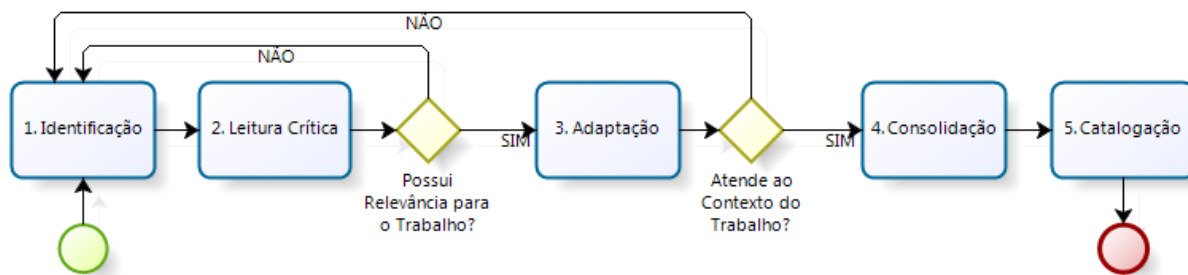 NÃO
NÃO
1. Identificação
2. Leitura Crítica
SIM
3. Adaptação
SIM
4.Consolidação
5.Catalogação
Possui
Relevância para
o Trabalho?
Atende ao
Contexto do
Trabalho?